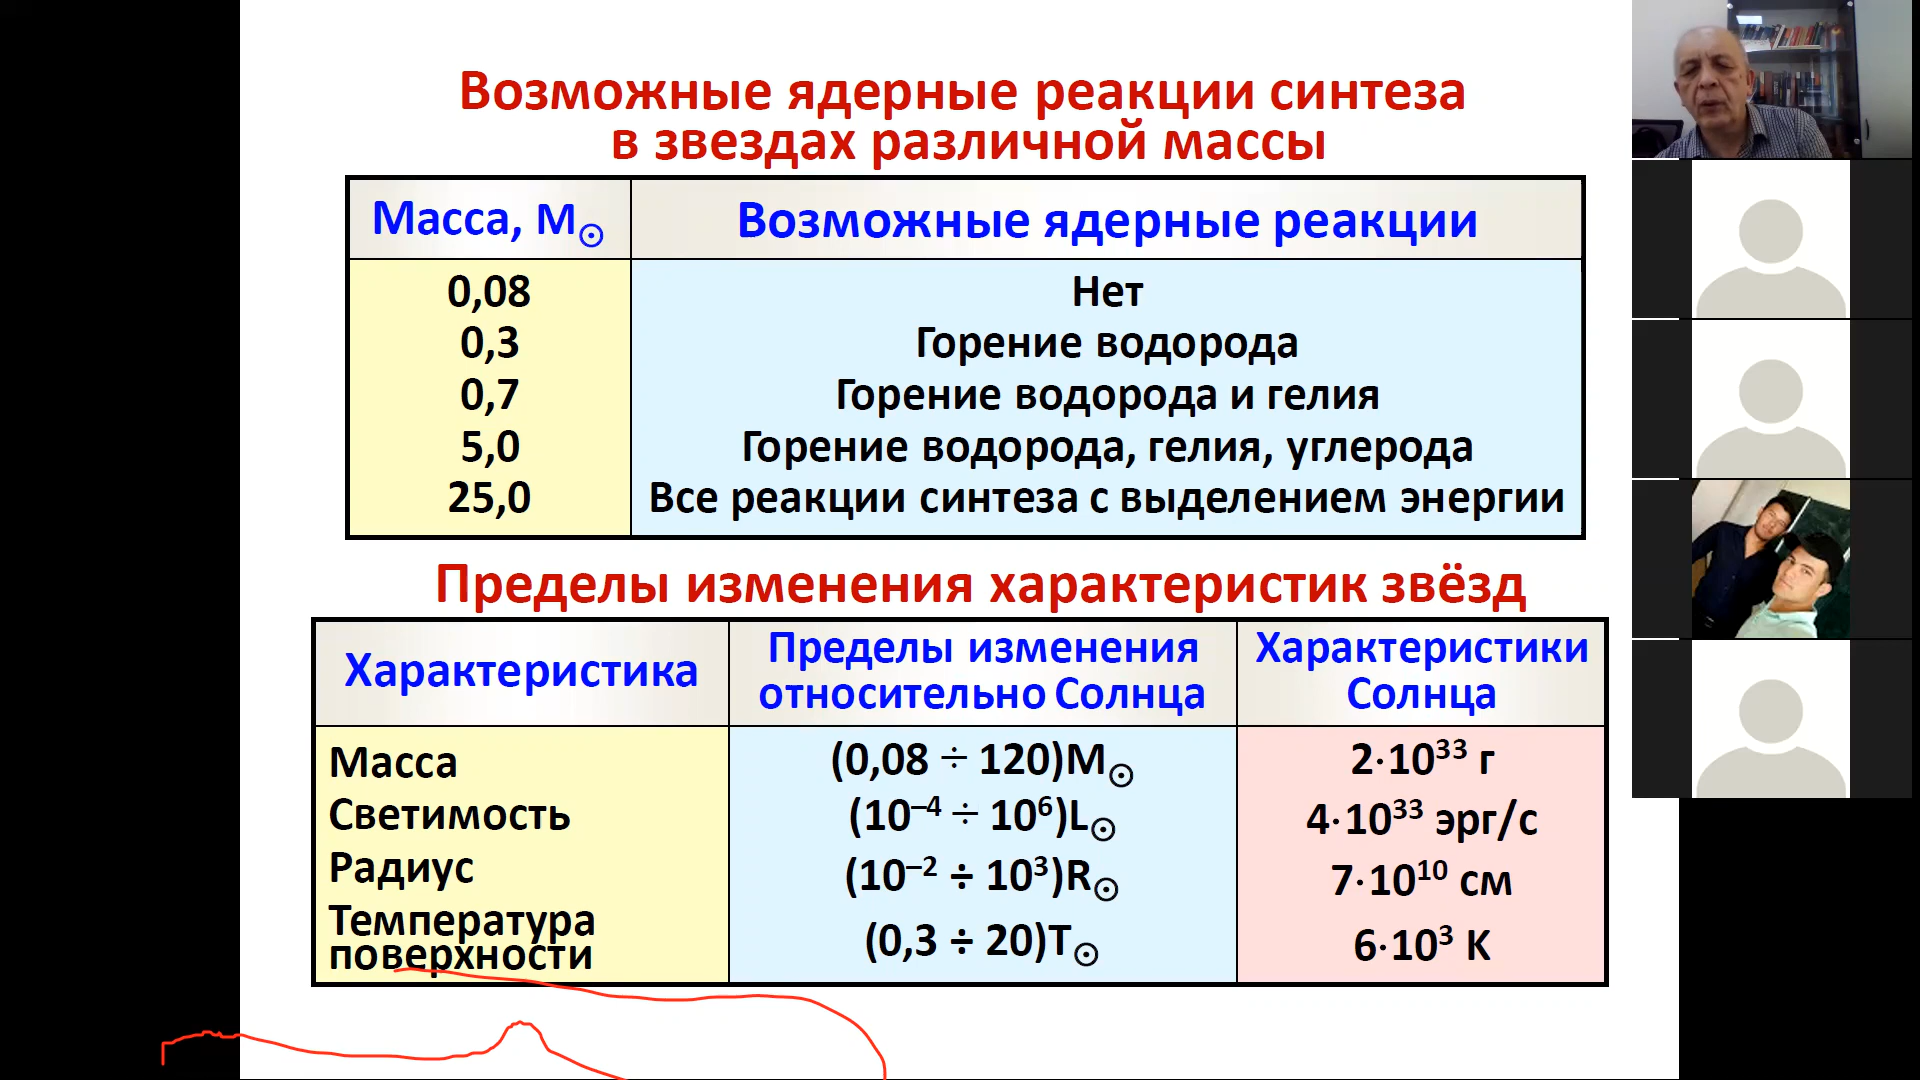 Возможные ядерные реакции синтеза
в звездах различной массы
Масса, M☉ Возможные ядерные реакции
0,08 Нет
0,3 Горение водорода
0,7 Горение водорода и гелия
5,0 Горение водорода, гелия, углерода
25,0 Все реакции синтеза с выделением энергии
Пределы изменения характеристик звёзд
Характеристика Пределы изменения относительно Солнца Характеристики Солнца
Масса (0,08 ÷ 120)M☉ 2·10³³ г
Светимость (10⁻⁴ ÷ 10⁶)L☉ 4·10³³ эрг/с
Радиус (10⁻² ÷ 10³)R☉ 7·10¹⁰ см
Температура поверхности (0,3 ÷ 20)T☉ 6·10³ K